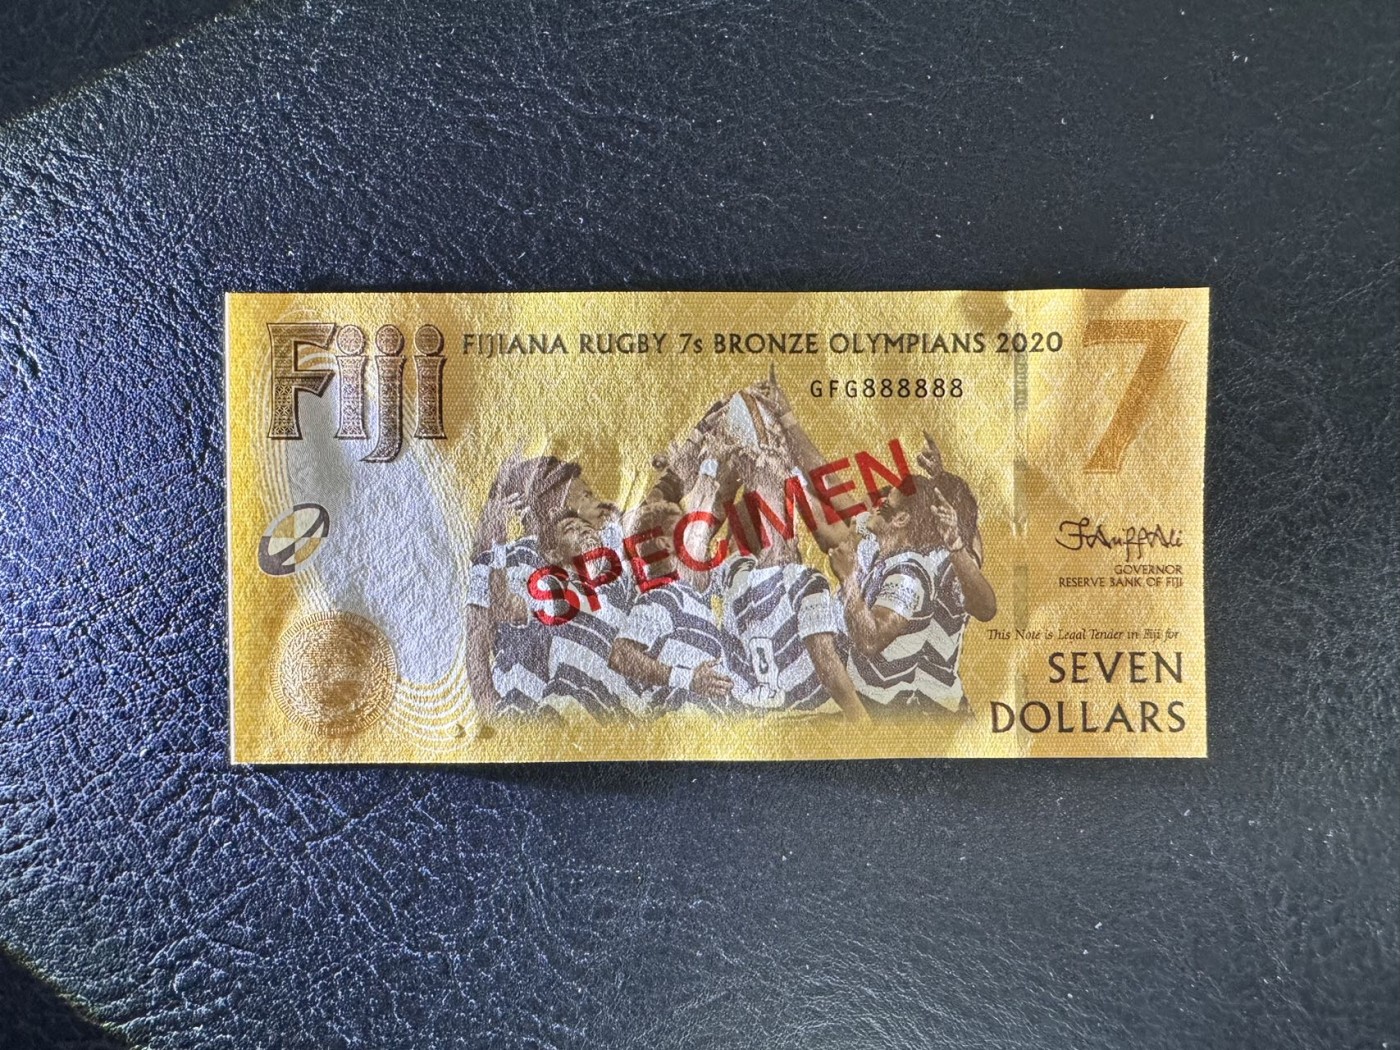 Fiji
FIJIANA RUGBY 7s BRONZE OLYMPIANS 2020
7
GFG888888
SPECIMEN
GOVERNOR
RESERVE BANK OF FIJI
This Note is Legal Tender in Fiji for
SEVEN
DOLLARS